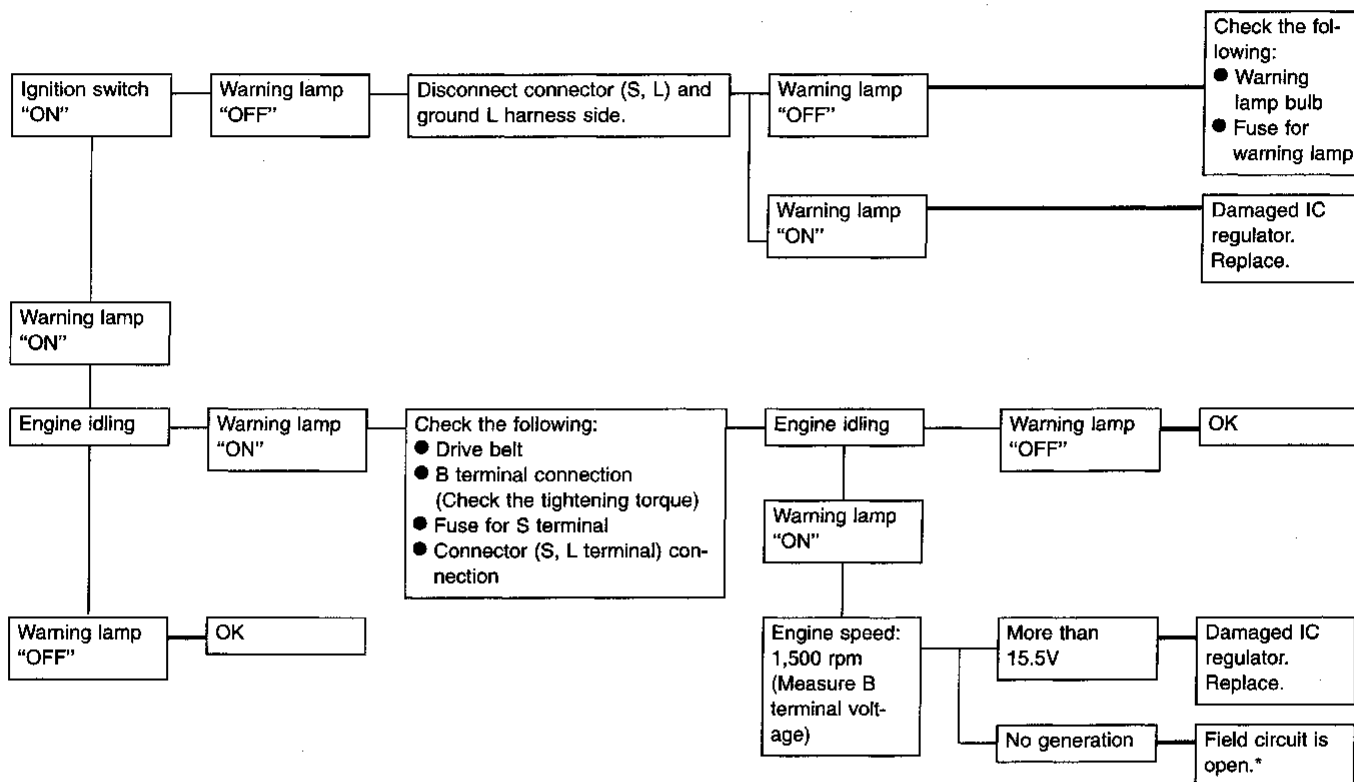 Ignition switch
“ON”
Warning lamp
“OFF”
Disconnect connector (S, L) and
ground L harness side.
Warning lamp
“OFF”
Check the fol-
lowing:
● Warning
lamp bulb
● Fuse for
warning lamp
Warning lamp
“ON”
Damaged IC
regulator.
Replace.
Warning lamp
“ON”
Engine idling
Warning lamp
“ON”
Check the following:
● Drive belt
● B terminal connection
(Check the tightening torque)
● Fuse for S terminal
● Connector (S, L terminal) con-
nection
Engine idling
Warning lamp
“OFF”
OK
Warning lamp
“ON”
Warning lamp
“OFF”
OK
Engine speed:
1,500 rpm
(Measure B
terminal volt-
age)
More than
15.5V
Damaged IC
regulator.
Replace.
No generation
Field circuit is
open.*